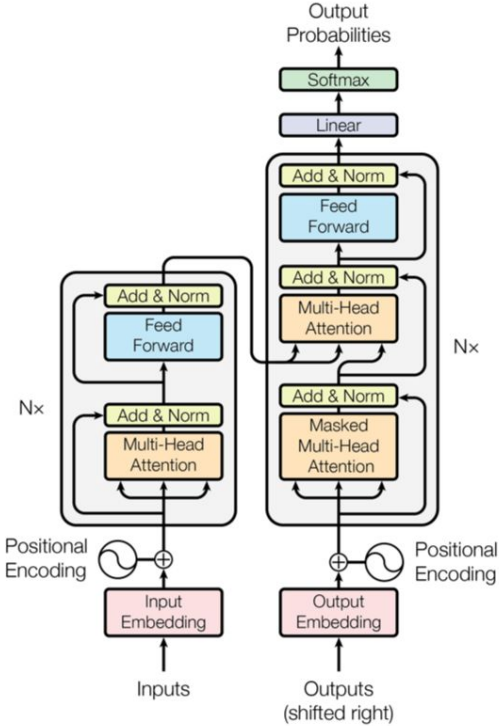 Output
Probabilities
Softmax
Linear
Add & Norm
Feed
Forward
Add & Norm
Multi-Head
Attention
Add & Norm
Masked
Multi-Head
Attention
Nx
Add & Norm
Feed
Forward
Add & Norm
Multi-Head
Attention
N×
Positional
Encoding
Positional
Encoding
Input
Embedding
Output
Embedding
Inputs
Outputs
(shifted right)